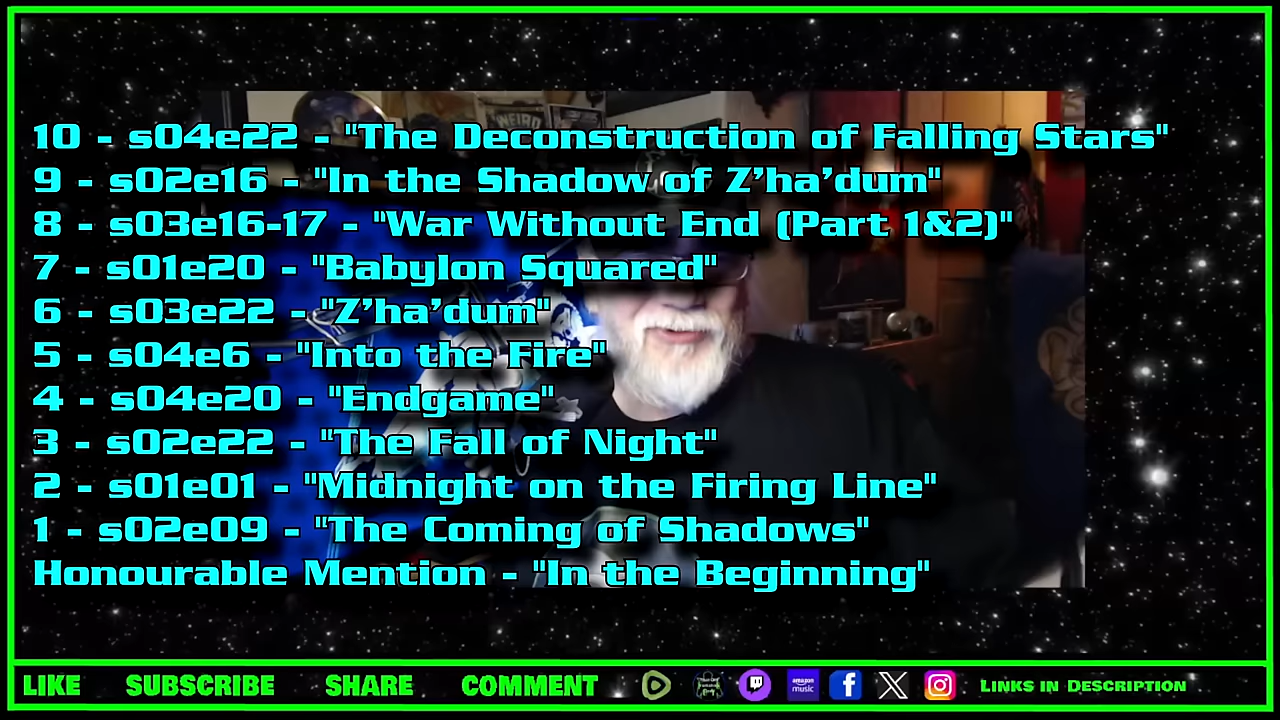 WEIRD
10 - s04e22 - "The Deconstruction of Falling Stars"
9 - s02e16 - "In the Shadow of Z'ha'dum"
8 - s03e16-17 - "War Without End (Part 1&2)"
7 - s01e20 - "Babylon Squared"
6 - s03e22 - "Z'ha'dum"
5 - s04e6 - "Into the Fire"
4 - s04e20 - "Endgame"
3 - s02e22 - "The Fall of Night"
2 - s01e01 - "Midnight on the Firing Line"
1 - s02e09 - "The Coming of Shadows"
Honourable Mention - "In the Beginning"
LIKE SUBSCRIBE SHARE COMMENT amazon music Links in Description